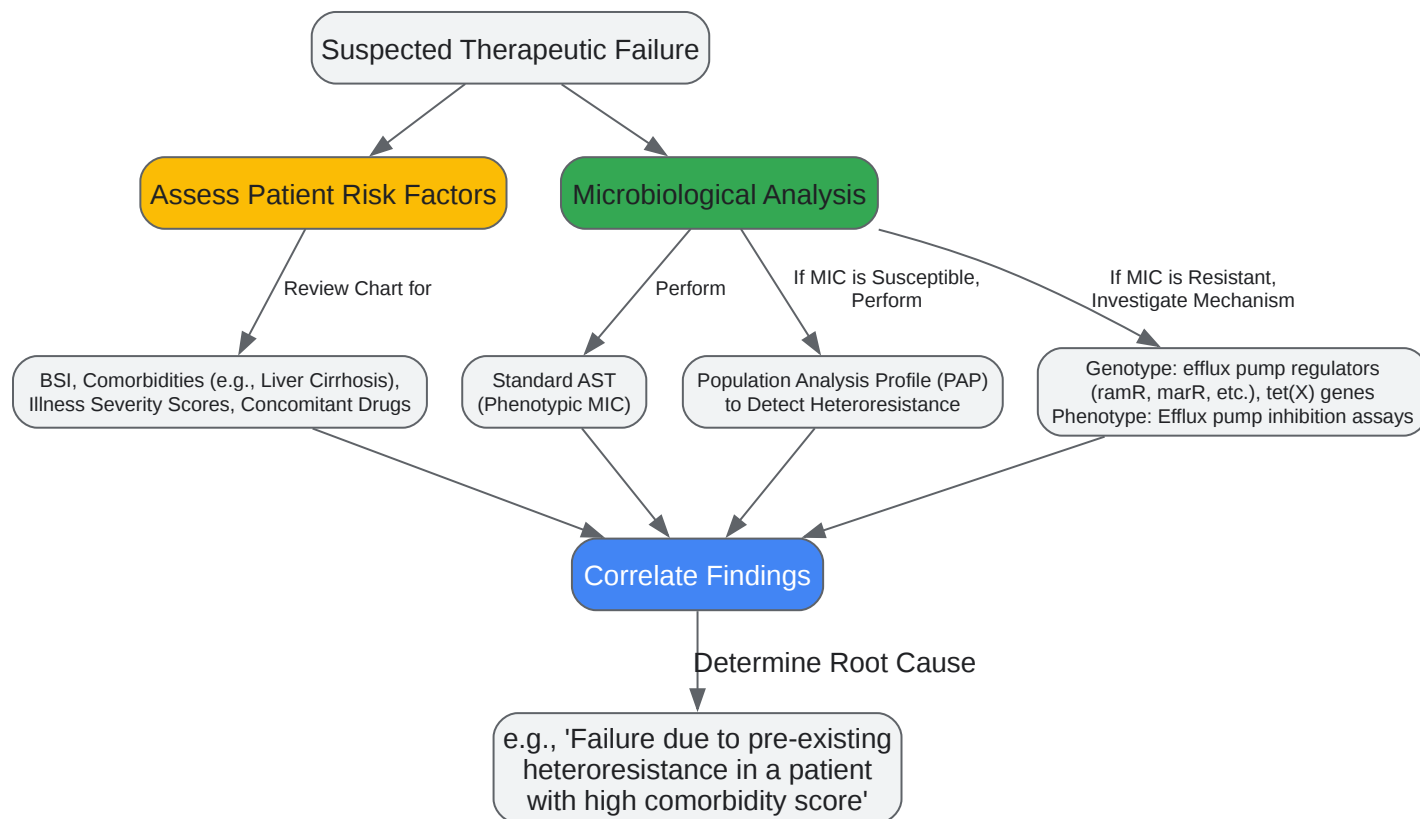 Suspected Therapeutic Failure
Assess Patient Risk Factors
Microbiological Analysis
Review Chart for
Perform
If MIC is Susceptible,
Perform
If MIC is Resistant,
Investigate Mechanism
BSI, Comorbidities (e.g., Liver Cirrhosis),
Illness Severity Scores, Concomitant Drugs
Standard AST
(Phenotypic MIC)
Population Analysis Profile (PAP)
to Detect Heteroresistance
Genotype: efflux pump regulators
(ramR, marR, etc.), tet(X) genes
Phenotype: Efflux pump inhibition assays
Correlate Findings
Determine Root Cause
e.g., 'Failure due to pre-existing
heteroresistance in a patient
with high comorbidity score'